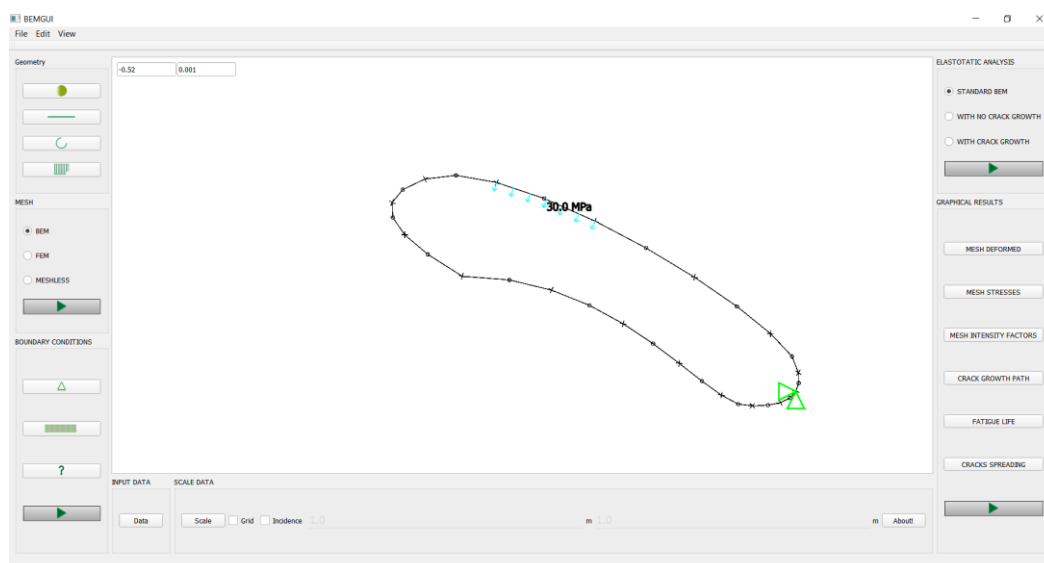 BEMGUI
File Edit View
Geometry
MESH
BEM
FEM
MESHLESS
BOUNDARY CONDITIONS
?
-0.52 0.001
30.0 MPa
INPUT DATA SCALE DATA
Data Scale Grid Incidence 1.0 m 1.0 m About!
ELASTOTATIC ANALYSIS
STANDARD BEM
WITH NO CRACK GROWTH
WITH CRACK GROWTH
GRAPHICAL RESULTS
MESH DEFORMED
MESH STRESSES
MESH INTENSITY FACTORS
CRACK GROWTH PATH
FATIGUE LIFE
CRACKS SPREADING